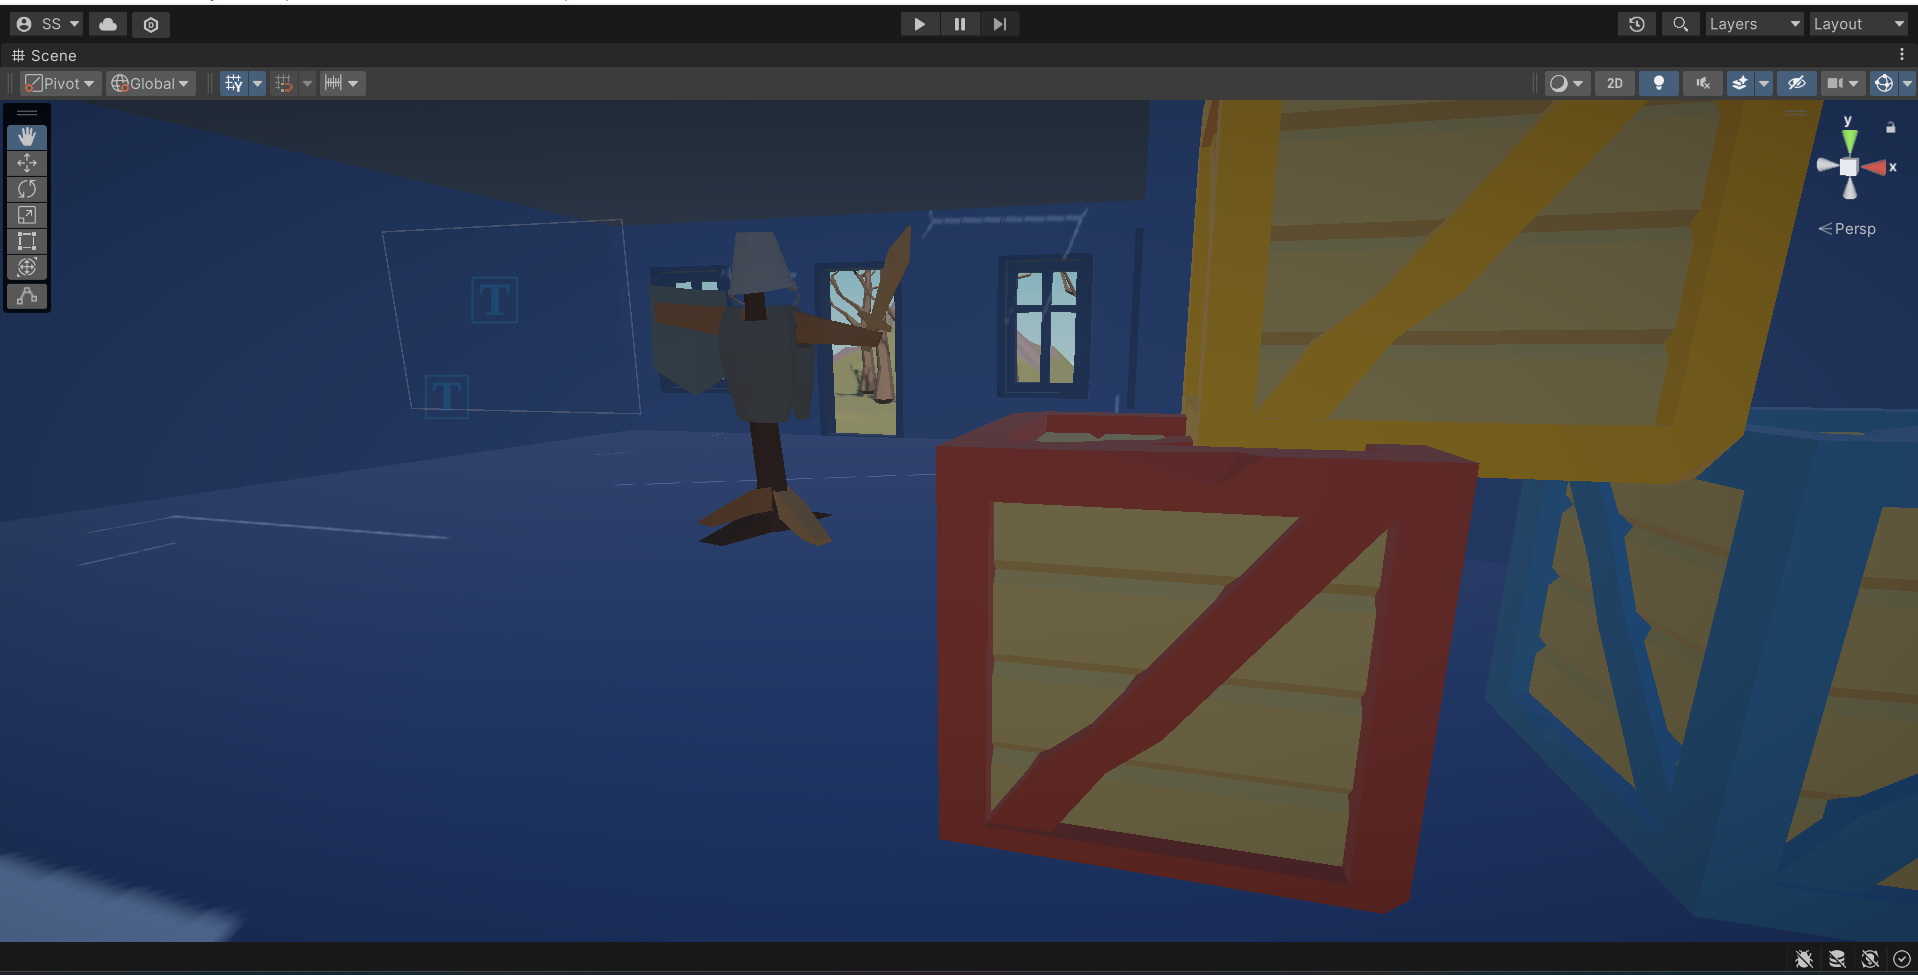 SS
Layers
Layout
Scene
Pivot
Global
2D
y
x
Persp
T
T